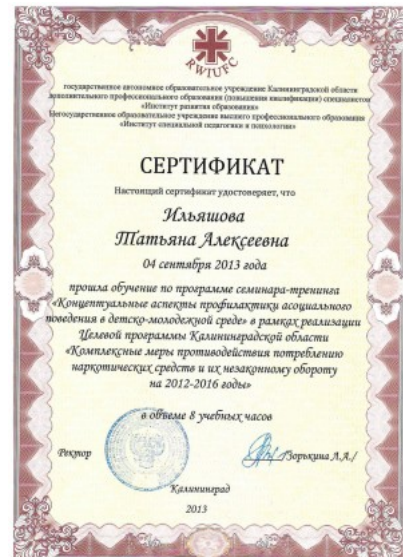 RWIUFC
государственное автономное образовательное учреждение Калининградской области
дополнительного профессионального образования (повышения квалификации) специалистов
«Институт развития образования»
Негосударственное образовательное учреждение высшего профессионального образования
«Институт специальной педагогики и психологии»
СЕРТИФИКАТ
Настоящий сертификат удостоверяет, что
Ильяшова
Татьяна Алексеевна
04 сентября 2013 года
прошла обучение по программе семинара-тренинга
«Концептуальные аспекты профилактики асоциального
поведения в детско-молодежной среде» в рамках реализации
Целевой программы Калининградской области
«Комплексные меры противодействия потреблению
наркотических средств и их незаконному обороту
на 2012-2016 годы»
в объеме 8 учебных часов
Ректор /Зорькина Л.А./
Калининград
2013